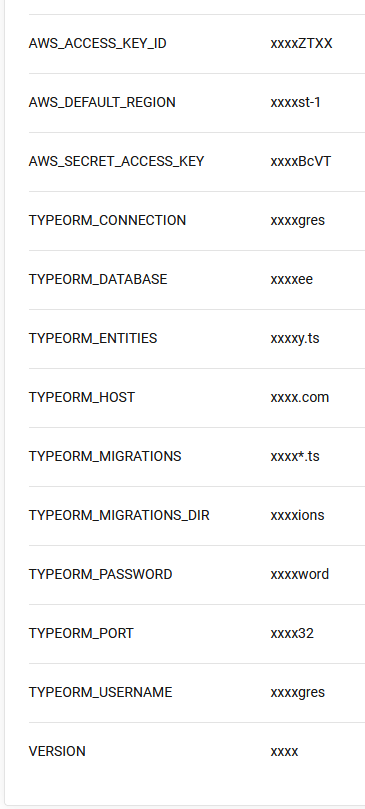 AWS_ACCESS_KEY_ID xxxxZTXX
AWS_DEFAULT_REGION xxxxst-1
AWS_SECRET_ACCESS_KEY xxxxBcVT
TYPEORM_CONNECTION xxxxgres
TYPEORM_DATABASE xxxxee
TYPEORM_ENTITIES xxxxy.ts
TYPEORM_HOST xxxx.com
TYPEORM_MIGRATIONS xxxx*.ts
TYPEORM_MIGRATIONS_DIR xxxxions
TYPEORM_PASSWORD xxxxword
TYPEORM_PORT xxxx32
TYPEORM_USERNAME xxxxgres
VERSION xxxx